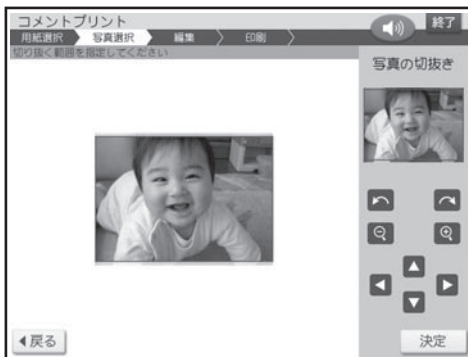 コメントプリント
終了
用紙選択 写真選択 編集 印刷
切り抜く範囲を指定してください
写真の切抜き
戻る
決定